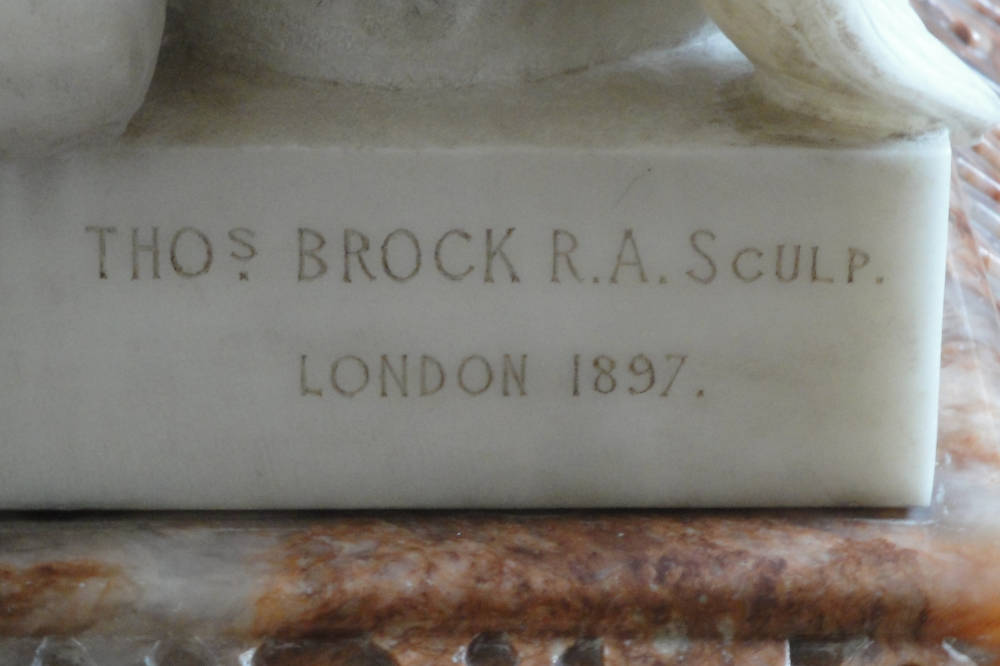 THOS BROCK R.A. SCULP.
LONDON 1897.